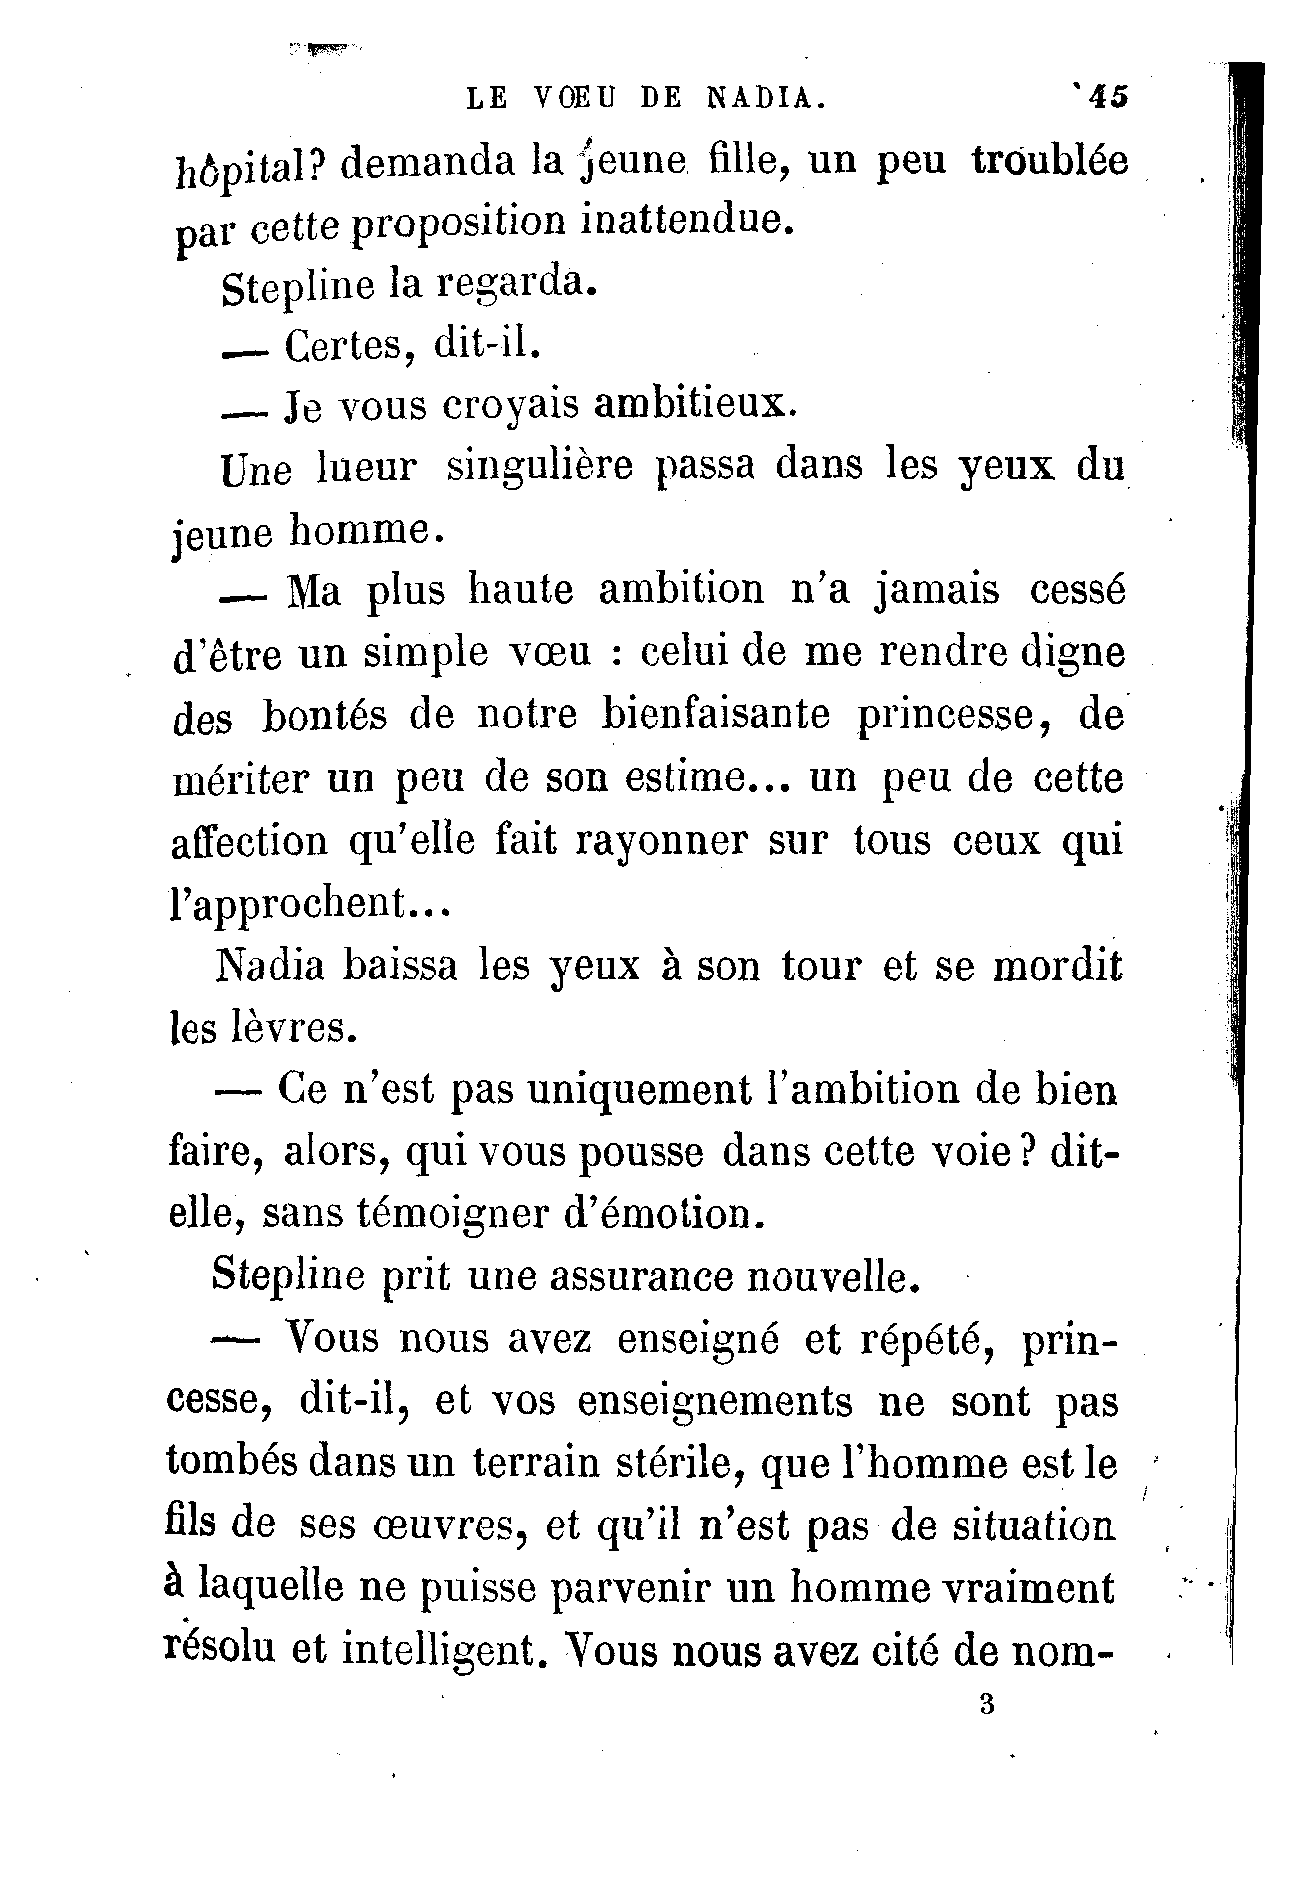 LE VŒU DE NADIA. 45
hôpital? demanda la jeune fille, un peu troublée
par cette proposition inattendue.
Stepline la regarda.
— Certes, dit-il.
— Je vous croyais ambitieux.
Une lueur singulière passa dans les yeux du
jeune homme.
— Ma plus haute ambition n'a jamais cessé
d'être un simple vœu : celui de me rendre digne
des bontés de notre bienfaisante princesse, de
mériter un peu de son estime... un peu de cette
affection qu'elle fait rayonner sur tous ceux qui
l'approchent...
Nadia baissa les yeux à son tour et se mordit
les lèvres.
— Ce n'est pas uniquement l'ambition de bien
faire, alors, qui vous pousse dans cette voie? dit-
elle, sans témoigner d'émotion.
Stepline prit une assurance nouvelle.
— Vous nous avez enseigné et répété, prin-
cesse, dit-il, et vos enseignements ne sont pas
tombés dans un terrain stérile, que l'homme est le
fils de ses œuvres, et qu'il n'est pas de situation
à laquelle ne puisse parvenir un homme vraiment
résolu et intelligent. Vous nous avez cité de nom-
3